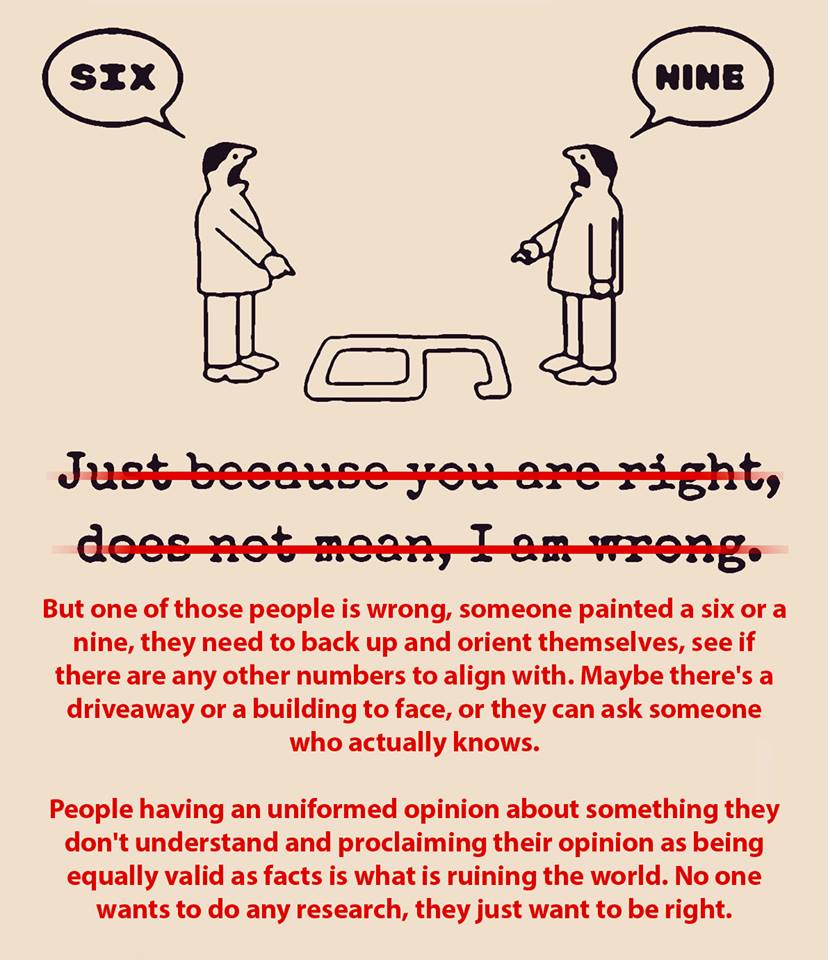 SIX
NINE
Just because you are right,
does not mean, I am wrong.
But one of those people is wrong, someone painted a six or a
nine, they need to back up and orient themselves, see if
there are any other numbers to align with. Maybe there's a
driveaway or a building to face, or they can ask someone
who actually knows.
People having an uniformed opinion about something they
don't understand and proclaiming their opinion as being
equally valid as facts is what is ruining the world. No one
wants to do any research, they just want to be right.